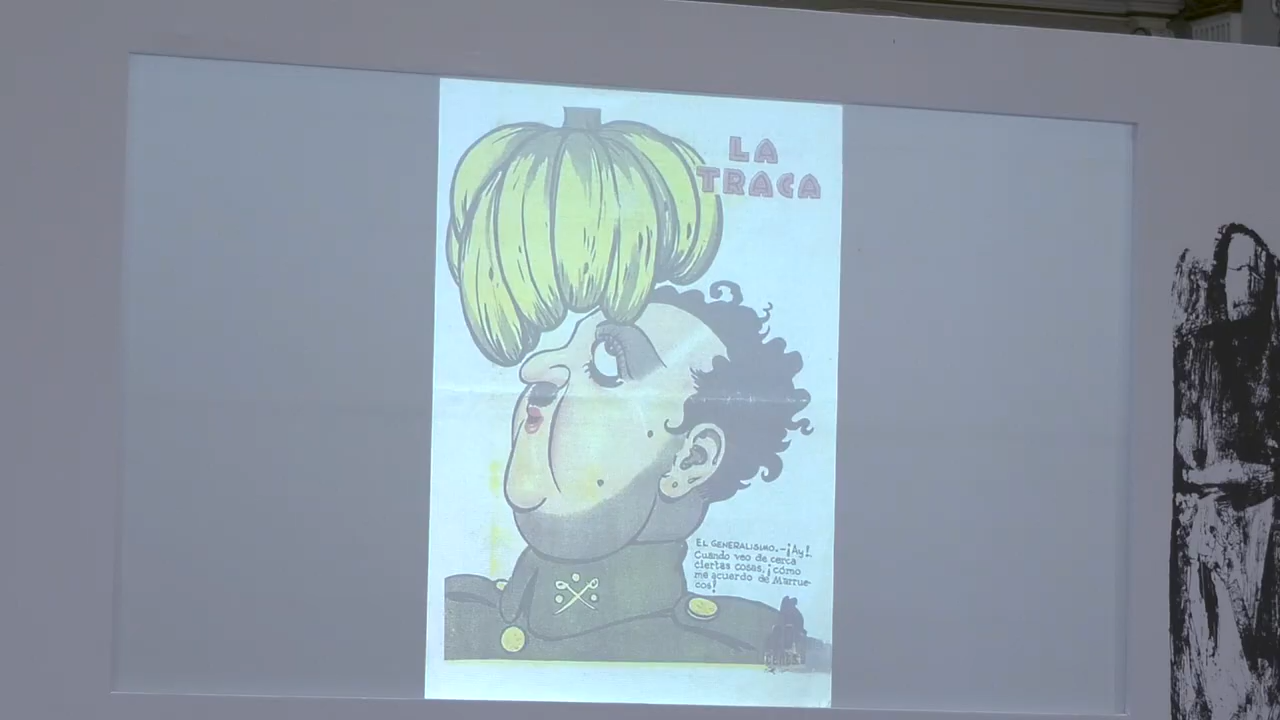 LA
TRACA
EL GENERALISIMO.-¡Ay!
Cuando veo de cerca
ciertas cosas, ¡cómo
me acuerdo de Marrue-
cos!